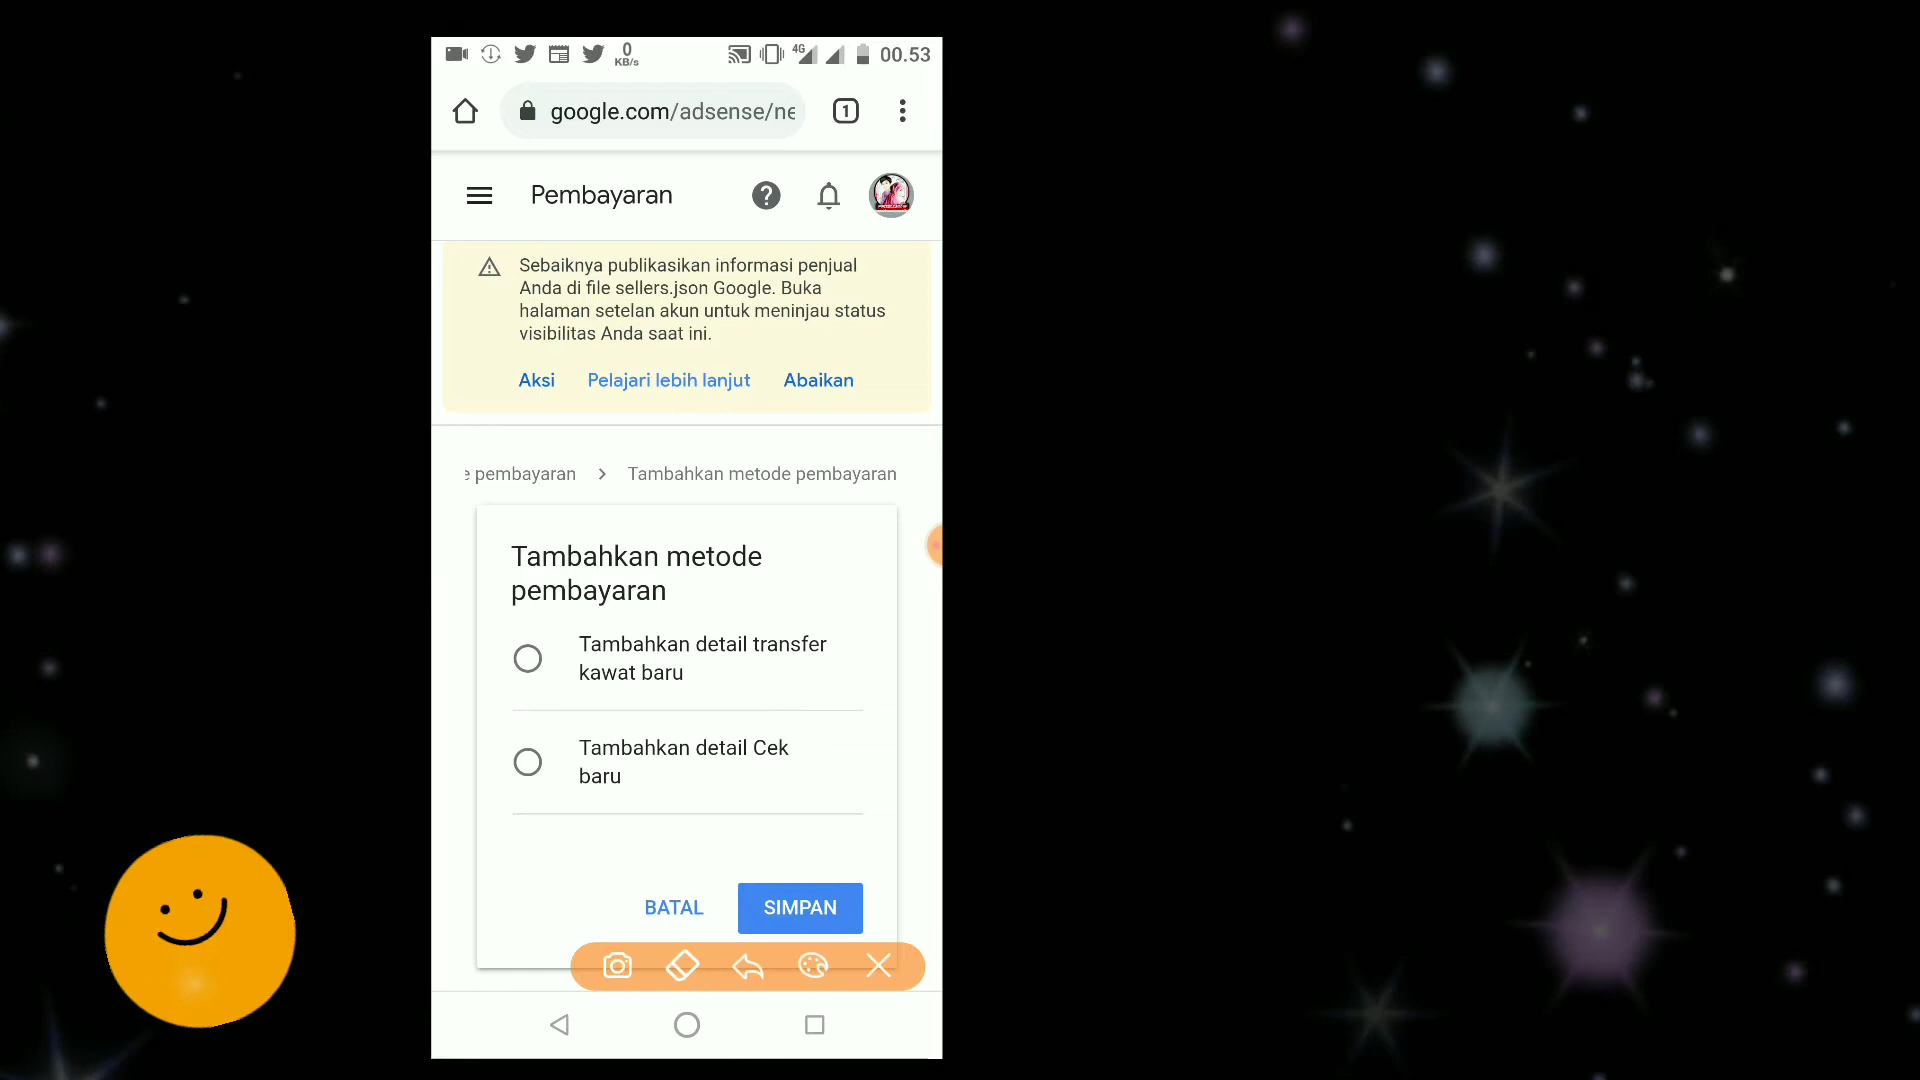 0
KB/s
4G
00.53
google.com/adsense/ne
1
Pembayaran
Sebaiknya publikasikan informasi penjual
Anda di file sellers.json Google. Buka
halaman setelan akun untuk meninjau status
visibilitas Anda saat ini.
Aksi Pelajari lebih lanjut Abaikan
e pembayaran > Tambahkan metode pembayaran
Tambahkan metode
pembayaran
Tambahkan detail transfer
kawat baru
Tambahkan detail Cek
baru
BATAL SIMPAN